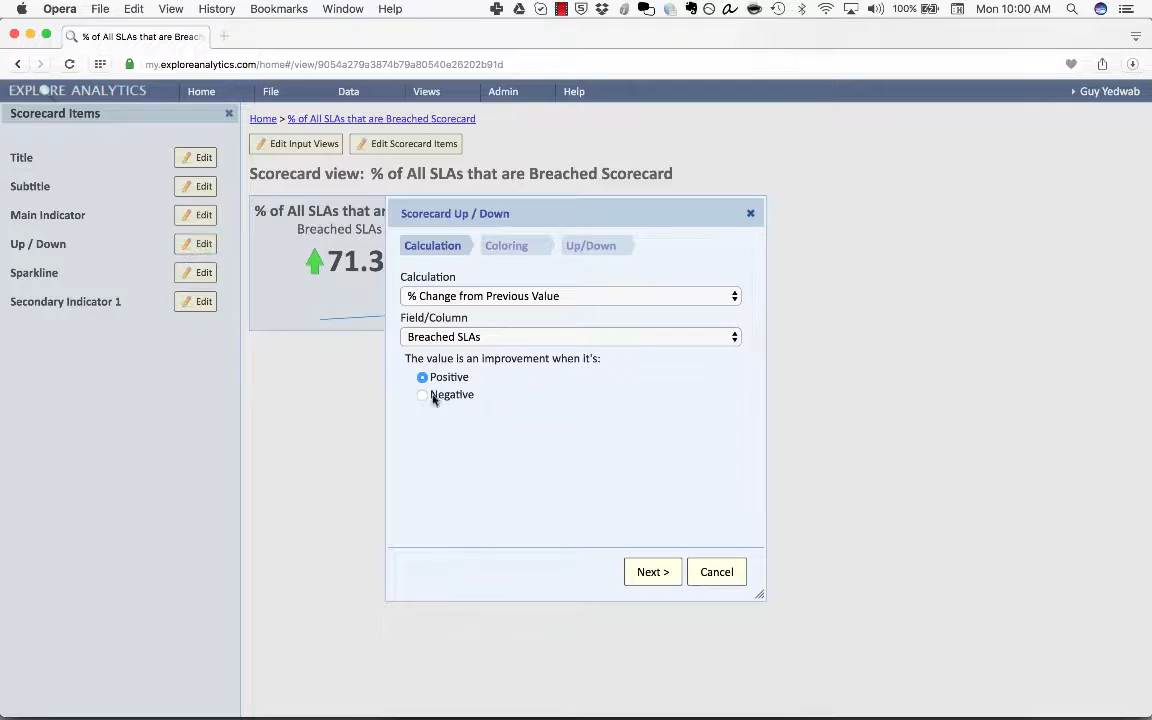 Opera File Edit View History Bookmarks Window Help 100% Mon 10:00 AM
% of All SLAs that are Breach
my.exploreanalytics.com/home#/view/9054a279a3874b79a80540e26202b91d
EXPLORE ANALYTICS Home File Data Views Admin Help Guy Yedwab
Scorecard Items
Home > % of All SLAs that are Breached Scorecard
Edit Input Views Edit Scorecard Items
Title Edit
Scorecard view: % of All SLAs that are Breached Scorecard
Subtitle Edit
% of All SLAs that ar
Scorecard Up / Down
Main Indicator Edit
Breached SLAs
Up / Down Edit
Calculation Coloring Up/Down
71.3
Sparkline Edit
Calculation
% Change from Previous Value
Secondary Indicator 1 Edit
Field/Column
Breached SLAs
The value is an improvement when it's:
Positive
Negative
Next > Cancel